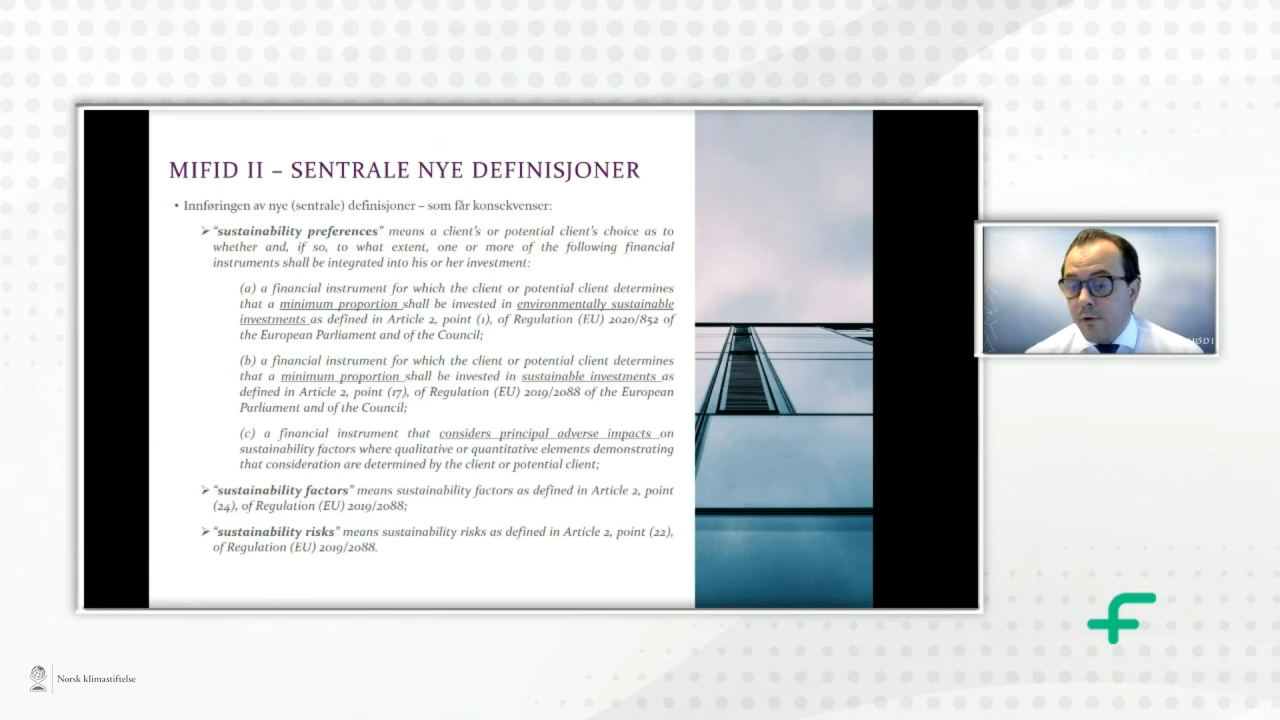 MIFID II – SENTRALE NYE DEFINISJONER
• Innføringen av nye (sentrale) definisjoner – som får konsekvenser:
➢ “sustainability preferences” means a client’s or potential client’s choice as to
whether and, if so, to what extent, one or more of the following financial
instruments shall be integrated into his or her investment:
(a) a financial instrument for which the client or potential client determines
that a minimum proportion shall be invested in environmentally sustainable
investments as defined in Article 2, point (1), of Regulation (EU) 2020/852 of
the European Parliament and of the Council;
(b) a financial instrument for which the client or potential client determines
that a minimum proportion shall be invested in sustainable investments as
defined in Article 2, point (17), of Regulation (EU) 2019/2088 of the European
Parliament and of the Council;
(c) a financial instrument that considers principal adverse impacts on
sustainability factors where qualitative or quantitative elements demonstrating
that consideration are determined by the client or potential client;
➢ “sustainability factors” means sustainability factors as defined in Article 2, point
(24), of Regulation (EU) 2019/2088;
➢ “sustainability risks” means sustainability risks as defined in Article 2, point (22),
of Regulation (EU) 2019/2088.
Norsk klimastiftelse